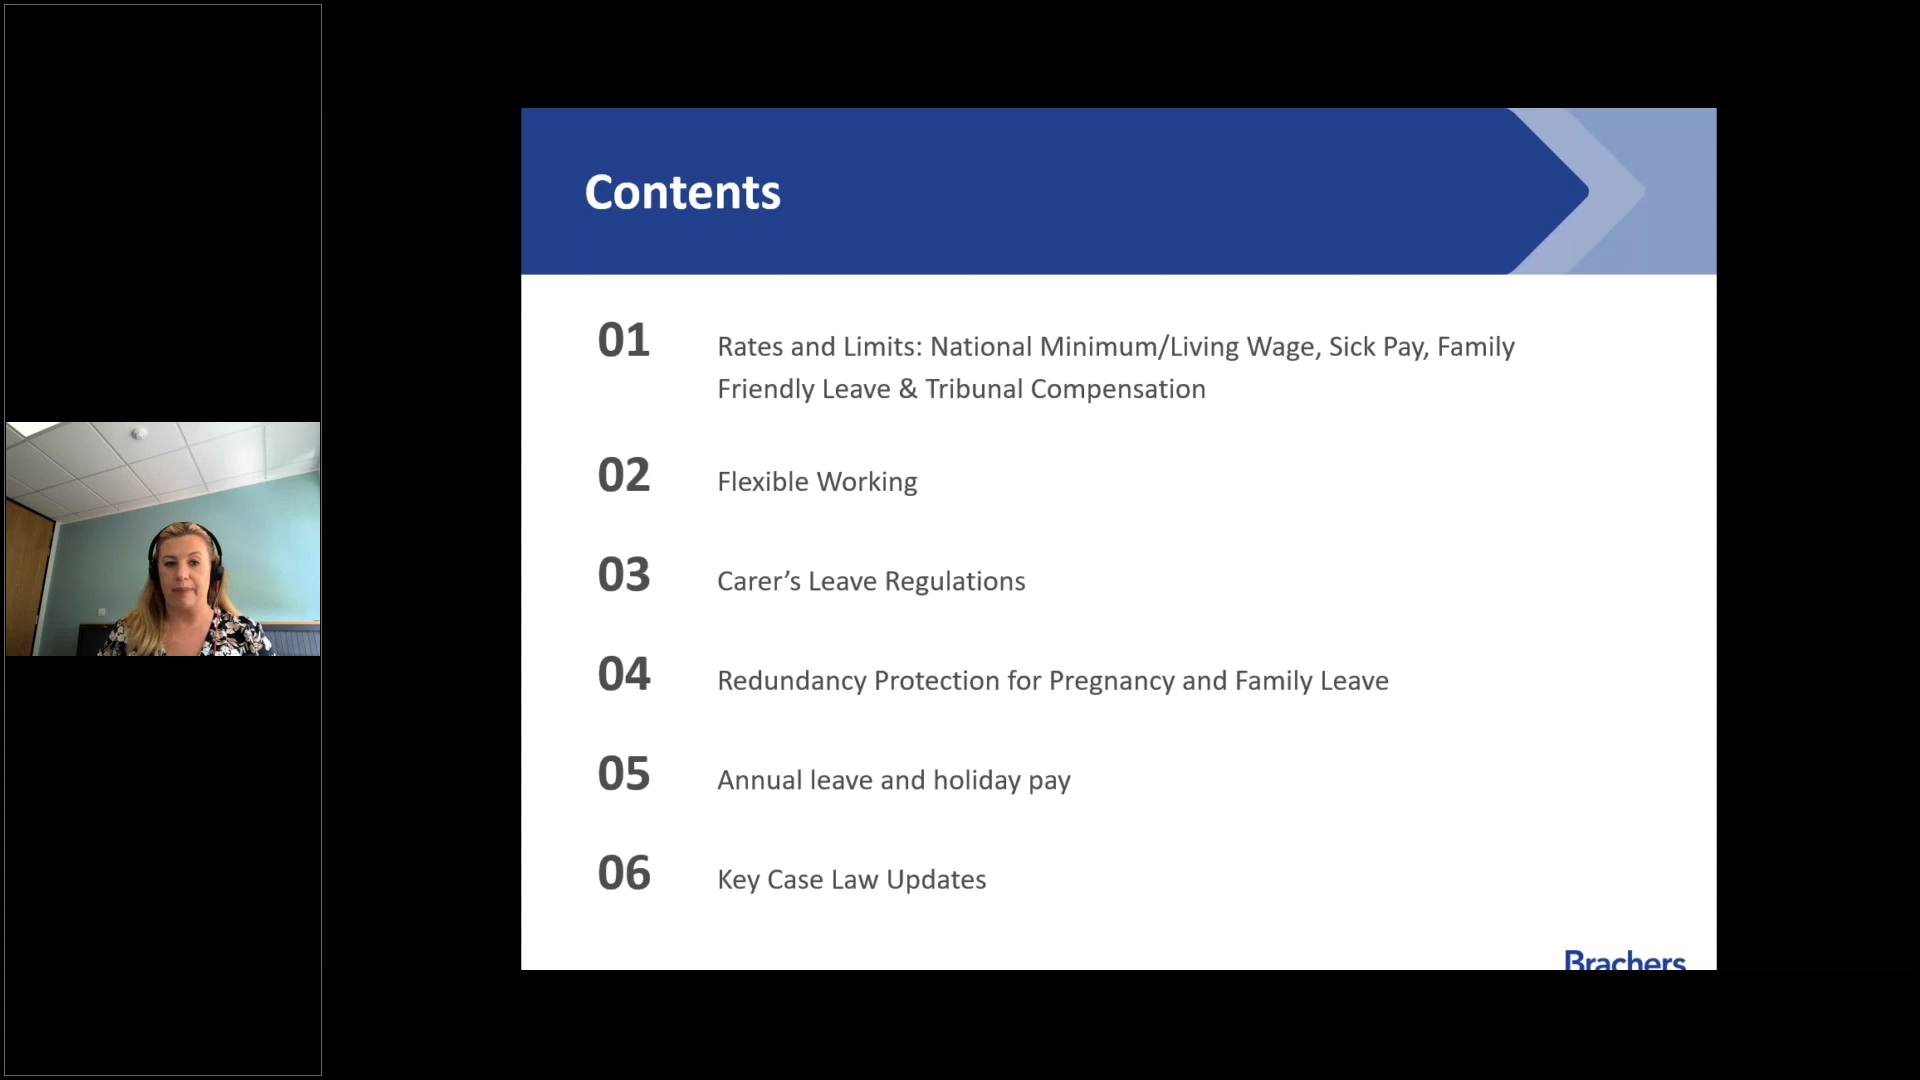 Contents
01
Rates and Limits: National Minimum/Living Wage, Sick Pay, Family
Friendly Leave & Tribunal Compensation
02
Flexible Working
03
Carer’s Leave Regulations
04
Redundancy Protection for Pregnancy and Family Leave
05
Annual leave and holiday pay
06
Key Case Law Updates
Brachers